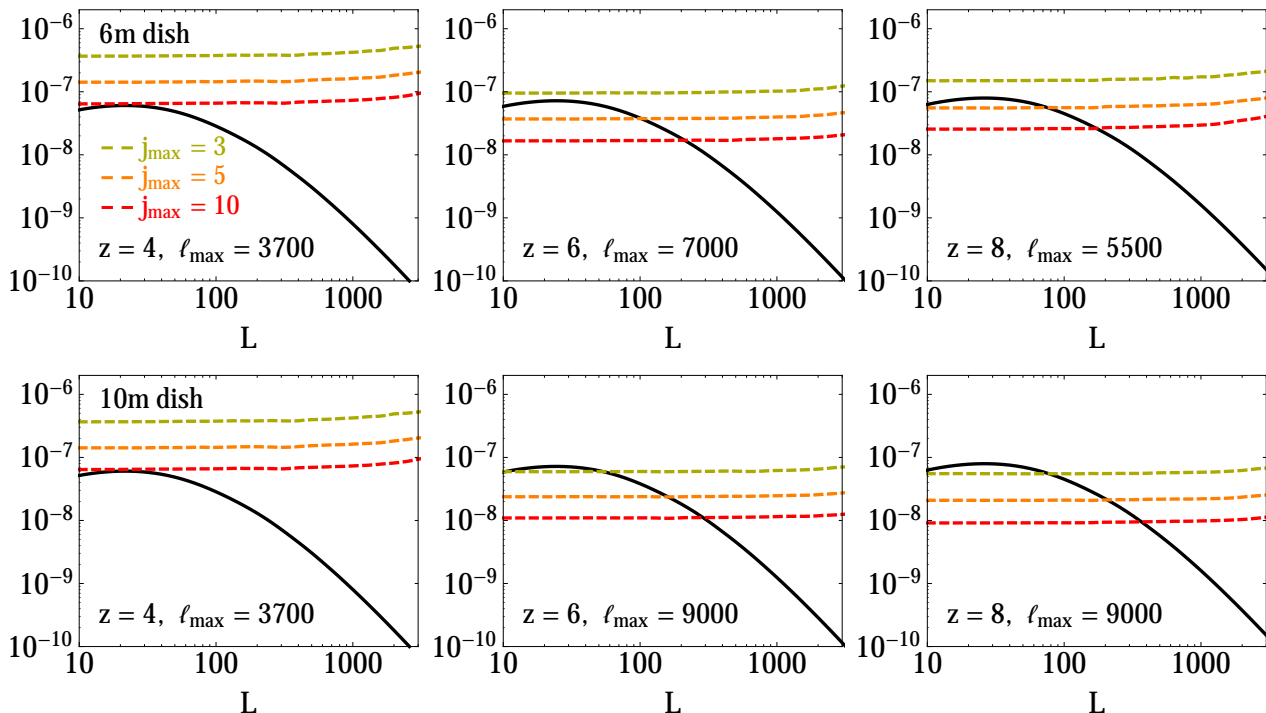 10⁻⁶
10⁻⁷
10⁻⁸
10⁻⁹
10⁻¹⁰
6m dish
j_max = 3
j_max = 5
j_max = 10
z = 4, ℓ_max = 3700
10 100 1000
L
10⁻⁶
10⁻⁷
10⁻⁸
10⁻⁹
10⁻¹⁰
z = 6, ℓ_max = 7000
10 100 1000
L
10⁻⁶
10⁻⁷
10⁻⁸
10⁻⁹
10⁻¹⁰
z = 8, ℓ_max = 5500
10 100 1000
L
10⁻⁶
10⁻⁷
10⁻⁸
10⁻⁹
10⁻¹⁰
10m dish
z = 4, ℓ_max = 3700
10 100 1000
L
10⁻⁶
10⁻⁷
10⁻⁸
10⁻⁹
10⁻¹⁰
z = 6, ℓ_max = 9000
10 100 1000
L
10⁻⁶
10⁻⁷
10⁻⁸
10⁻⁹
10⁻¹⁰
z = 8, ℓ_max = 9000
10 100 1000
L